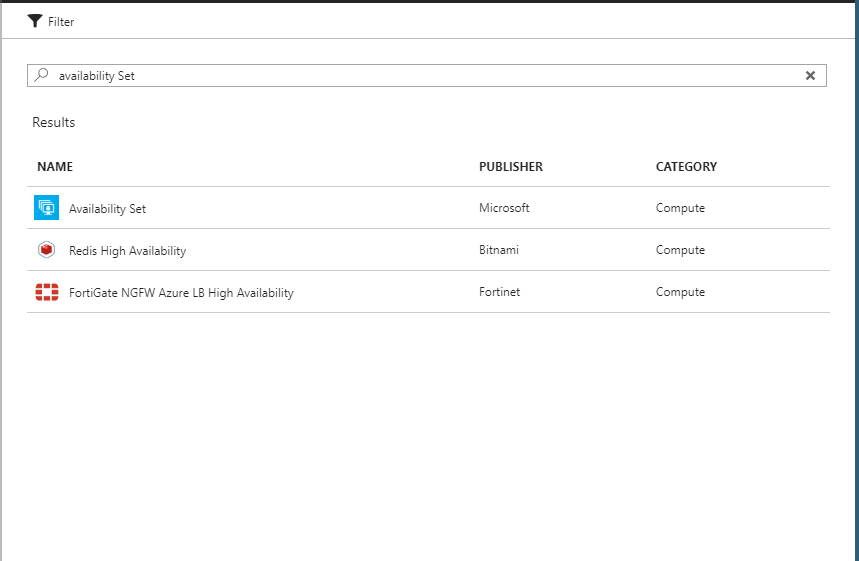 Filter
availability Set
Results
NAME PUBLISHER CATEGORY
Availability Set Microsoft Compute
Redis High Availability Bitnami Compute
FortiGate NGFW Azure LB High Availability Fortinet Compute